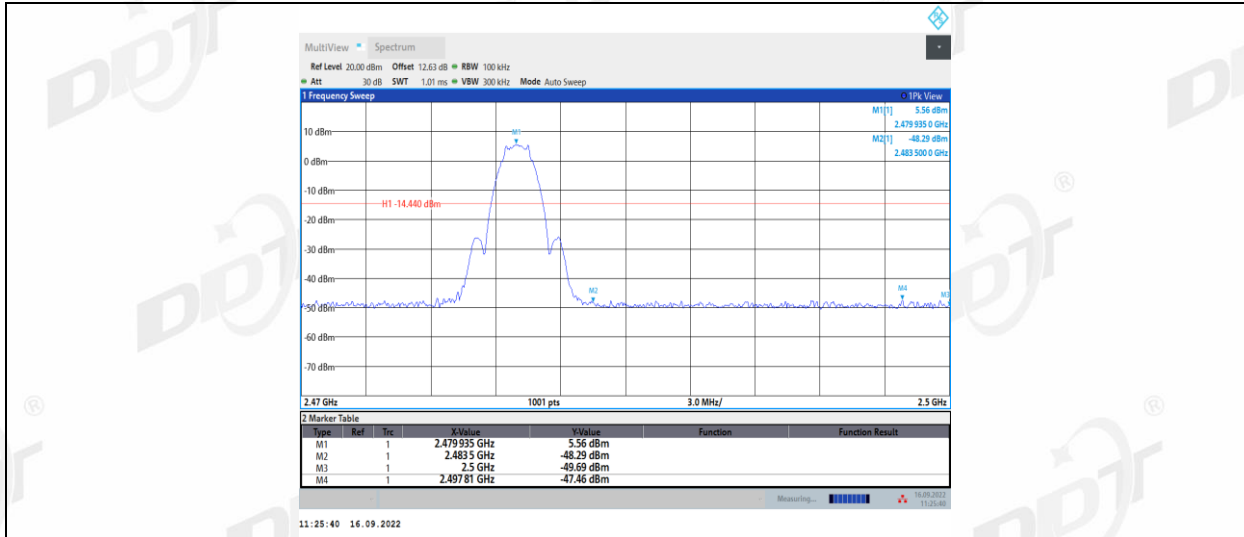 MultiView Spectrum
Ref Level 20.00 dBm Offset 12.63 dB RBW 100 kHz
Att 30 dB SWT 1.01 ms VBW 300 kHz Mode Auto Sweep
1 Frequency Sweep 1Pk View
M1[1] 5.56 dBm
2.479 935 0 GHz
M2[1] -48.29 dBm
2.483 500 0 GHz
10 dBm
M1
0 dBm
-10 dBm
H1 -14.440 dBm
-20 dBm
-30 dBm
-40 dBm
M2 M4 M3
-50 dBm
-60 dBm
-70 dBm
2.47 GHz 1001 pts 3.0 MHz/ 2.5 GHz
2 Marker Table
Type Ref Trc X-Value Y-Value Function Function Result
M1 1 2.479 935 GHz 5.56 dBm
M2 1 2.483 5 GHz -48.29 dBm
M3 1 2.5 GHz -49.69 dBm
M4 1 2.497 81 GHz -47.46 dBm
Measuring... 16.09.2022
11:25:40
11:25:40 16.09.2022
DDT
®